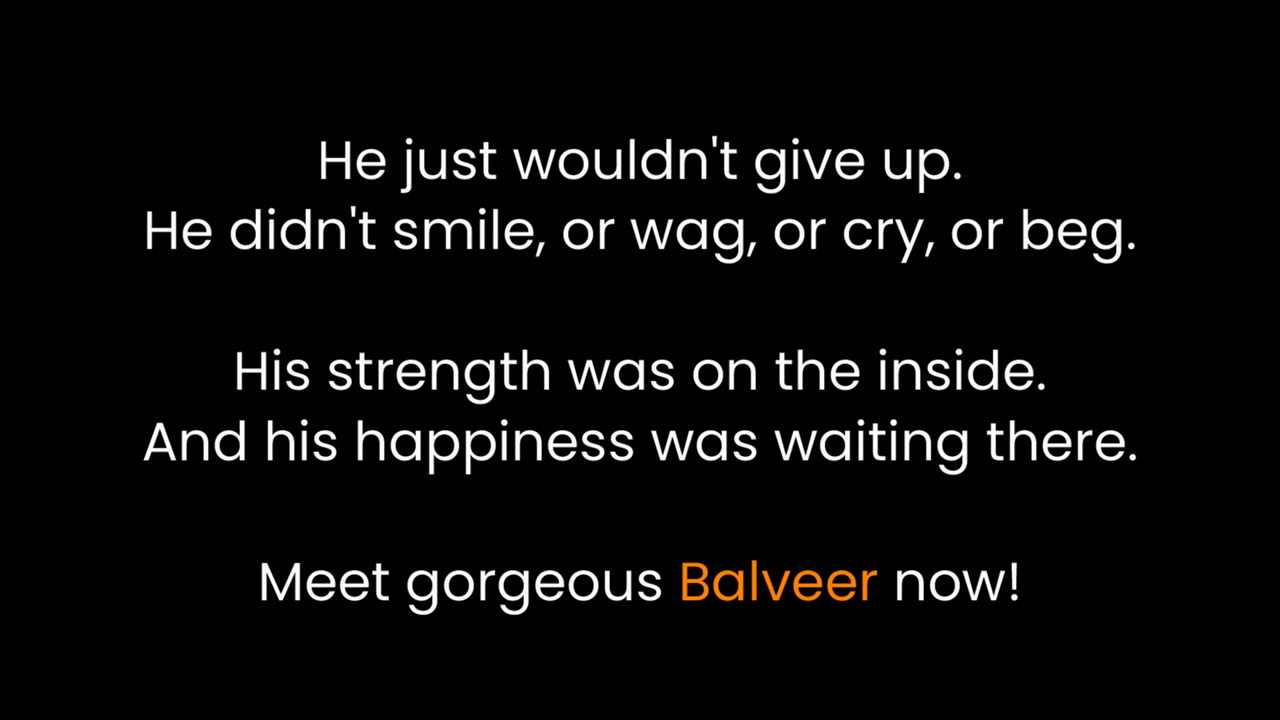 He just wouldn't give up.
He didn't smile, or wag, or cry, or beg.
His strength was on the inside.
And his happiness was waiting there.
Meet gorgeous Balveer now!